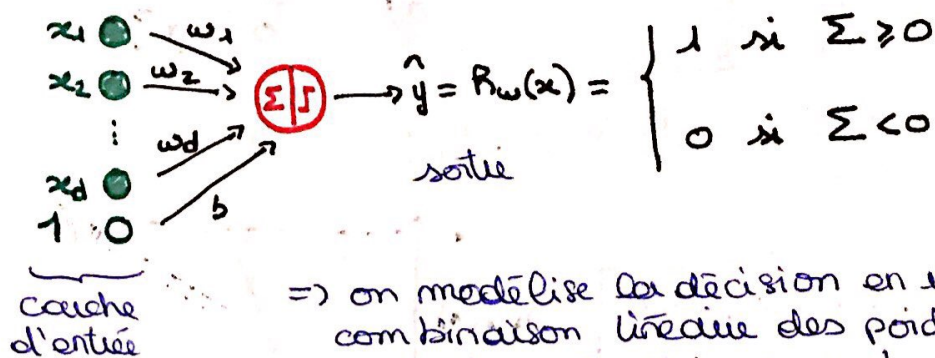 x1 ω1
x2 ω2
⋮ ωd
xd
1 b
Σ ∫ → ŷ = hω(x) = { 1 si Σ ≥ 0
0 si Σ < 0
sortie
couche
d'entrée
=> on modélise la décision en
combinaison linéaire des poids